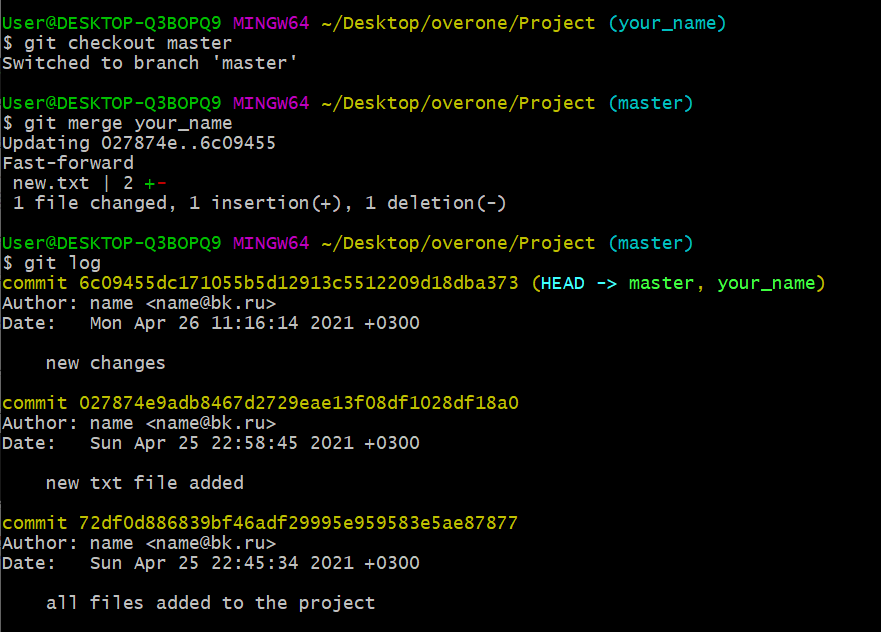 User@DESKTOP-Q3BOPQ9 MINGW64 ~/Desktop/overone/Project (your_name)
$ git checkout master
Switched to branch 'master'
User@DESKTOP-Q3BOPQ9 MINGW64 ~/Desktop/overone/Project (master)
$ git merge your_name
Updating 027874e..6c09455
Fast-forward
 new.txt | 2 +-
 1 file changed, 1 insertion(+), 1 deletion(-)
User@DESKTOP-Q3BOPQ9 MINGW64 ~/Desktop/overone/Project (master)
$ git log
commit 6c09455dc171055b5d12913c5512209d18dba373 (HEAD -> master, your_name)
Author: name <name@bk.ru>
Date:   Mon Apr 26 11:16:14 2021 +0300
    new changes
commit 027874e9adb8467d2729eae13f08df1028df18a0
Author: name <name@bk.ru>
Date:   Sun Apr 25 22:58:45 2021 +0300
    new txt file added
commit 72df0d886839bf46adf29995e959583e5ae87877
Author: name <name@bk.ru>
Date:   Sun Apr 25 22:45:34 2021 +0300
    all files added to the project